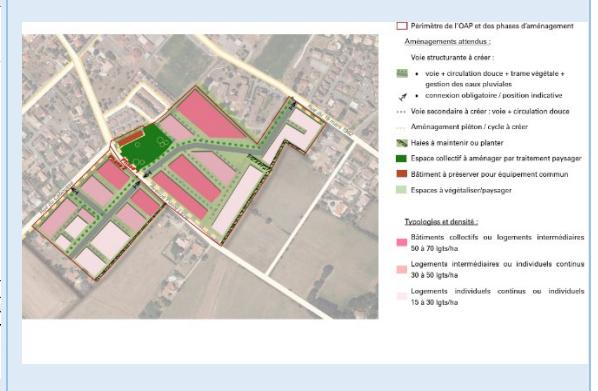 Périmètre de l'OAP et des phases d'aménagement
Aménagements attendus :
Voie structurante à créer :
• voie + circulation douce + trame végétale +
gestion des eaux pluviales
• connexion obligatoire / position indicative
Voie secondaire à créer : voie + circulation douce
Aménagement piéton / cycle à créer
Haies à maintenir ou planter
Espace collectif à aménager par traitement paysager
Bâtiment à préserver pour équipement commun
Espaces à végétaliser/paysager
Typologies et densité :
Bâtiments collectifs ou logements intermédiaires
50 à 70 lgts/ha
Logements intermédiaires ou individuels continus
30 à 50 lgts/ha
Logements individuels continus ou individuels
15 à 30 lgts/ha